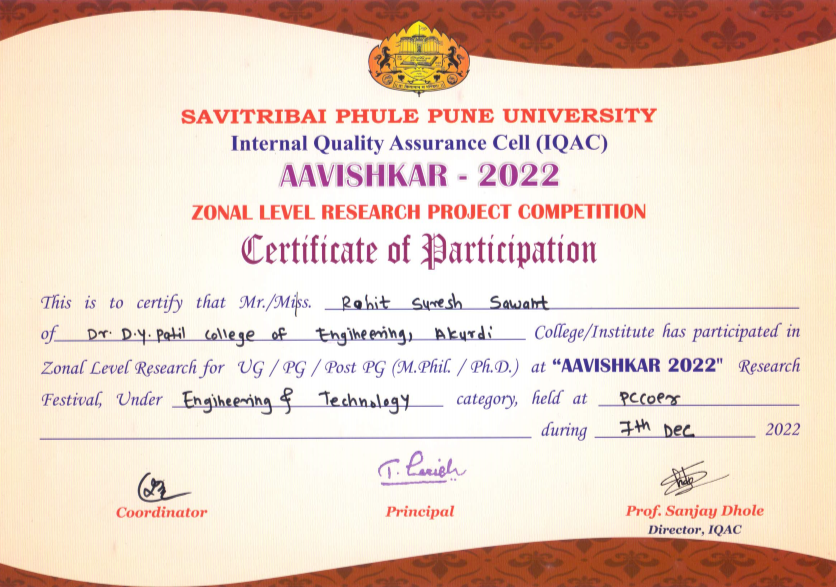 SAVITRIBAI PHULE PUNE UNIVERSITY
Internal Quality Assurance Cell (IQAC)
AAVISHKAR - 2022
ZONAL LEVEL RESEARCH PROJECT COMPETITION
Certificate of Participation
This is to certify that Mr./Miss. Rohit Suresh Sawant
of Dr. D.Y. Patil College of Engineering, Akurdi College/Institute has participated in
Zonal Level Research for UG / PG / Post PG (M.Phil. / Ph.D.) at “AAVISHKAR 2022" Research
Festival, Under Engineering & Technology category, held at PCCOER
during 7th Dec 2022
Coordinator Principal Prof. Sanjay Dhole
Director, IQAC